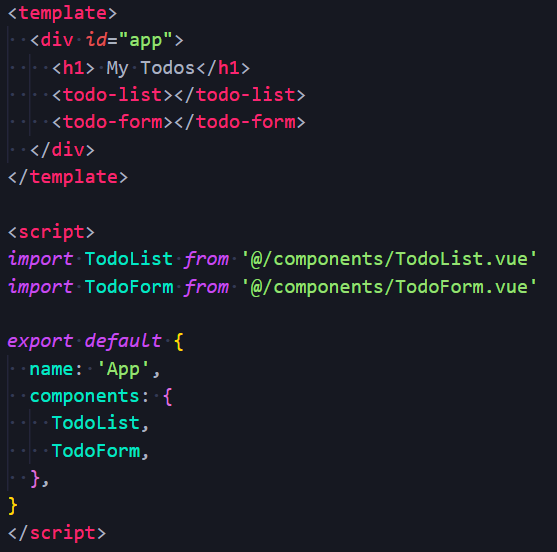 <template>
  <div id="app">
    <h1> My Todos</h1>
    <todo-list></todo-list>
    <todo-form></todo-form>
  </div>
</template>

<script>
import TodoList from '@/components/TodoList.vue'
import TodoForm from '@/components/TodoForm.vue'

export default {
  name: 'App',
  components: {
    TodoList,
    TodoForm,
  },
}
</script>